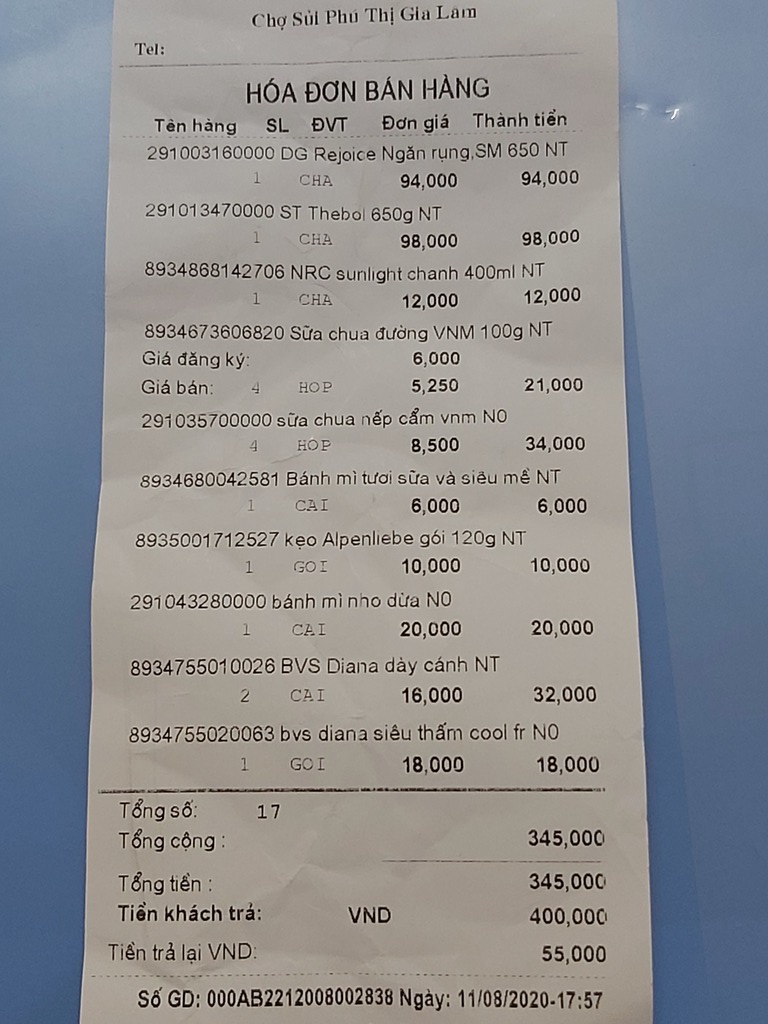 Chợ Sủi Phú Thị Gia Lâm
Tel:
HÓA ĐƠN BÁN HÀNG
Tên hàng SL ĐVT Đơn giá Thành tiền
291003160000 DG Rejoice Ngăn rụng,SM 650 NT
1 CHA 94,000 94,000
291013470000 ST Thebol 650g NT
1 CHA 98,000 98,000
8934868142706 NRC sunlight chanh 400ml NT
1 CHA 12,000 12,000
8934673606820 Sữa chua đường VNM 100g NT
Giá đăng ký: 6,000
Giá bán: 4 HOP 5,250 21,000
291035700000 sữa chua nếp cẩm vnm N0
4 HOP 8,500 34,000
8934680042581 Bánh mì tươi sữa và siêu mề NT
1 CAI 6,000 6,000
8935001712527 kẹo Alpenliebe gói 120g NT
1 GOI 10,000 10,000
291043280000 bánh mì nho dừa N0
1 CAI 20,000 20,000
8934755010026 BVS Diana dày cánh NT
2 CAI 16,000 32,000
8934755020063 bvs diana siêu thấm cool fr N0
1 GOI 18,000 18,000
Tổng số: 17
Tổng cộng : 345,000
Tổng tiền : 345,000
Tiền khách trả: VND 400,000
Tiền trả lại VND: 55,000
Số GD: 000AB2212008002838 Ngày: 11/08/2020-17:57